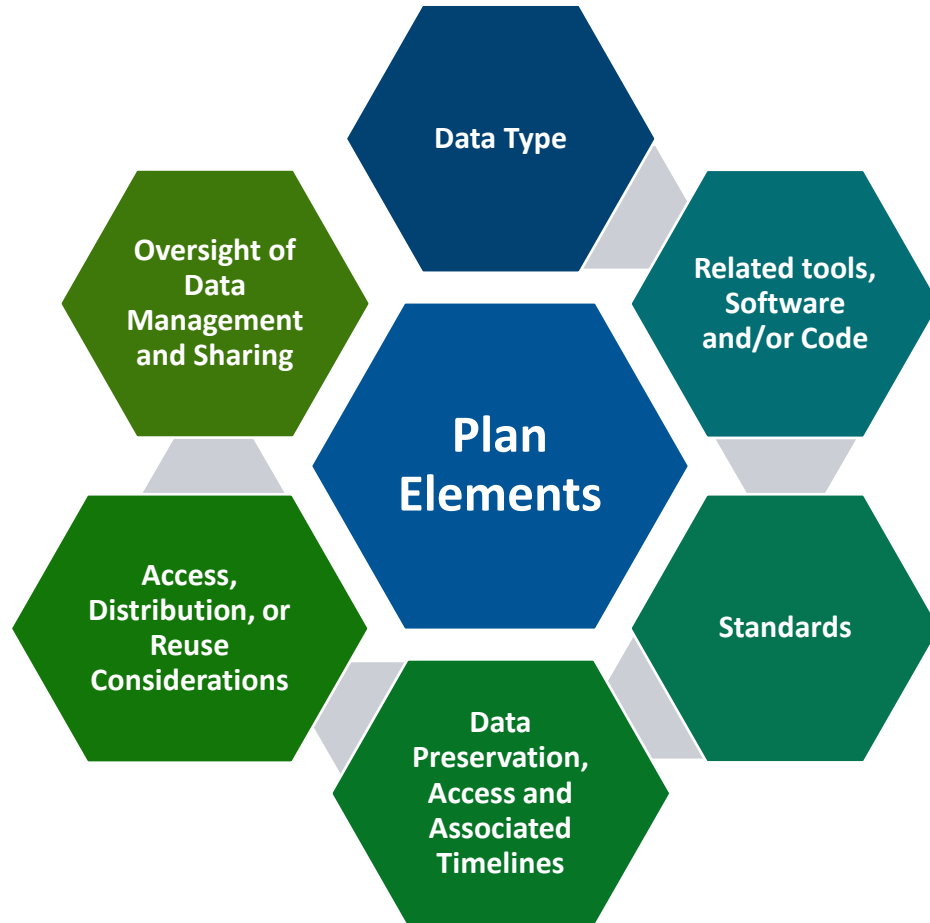 Data Type
Related tools,
Software
and/or Code
Standards
Data
Preservation,
Access and
Associated
Timelines
Access,
Distribution, or
Reuse
Considerations
Oversight of
Data
Management
and Sharing
Plan
Elements